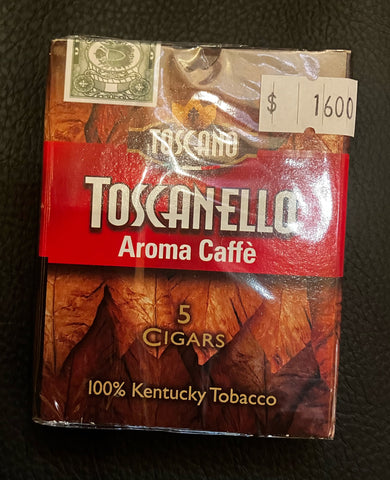 $ 1600
TOSCANO
TOSCANELLO
Aroma Caffè
5
CIGARS
100% Kentucky Tobacco